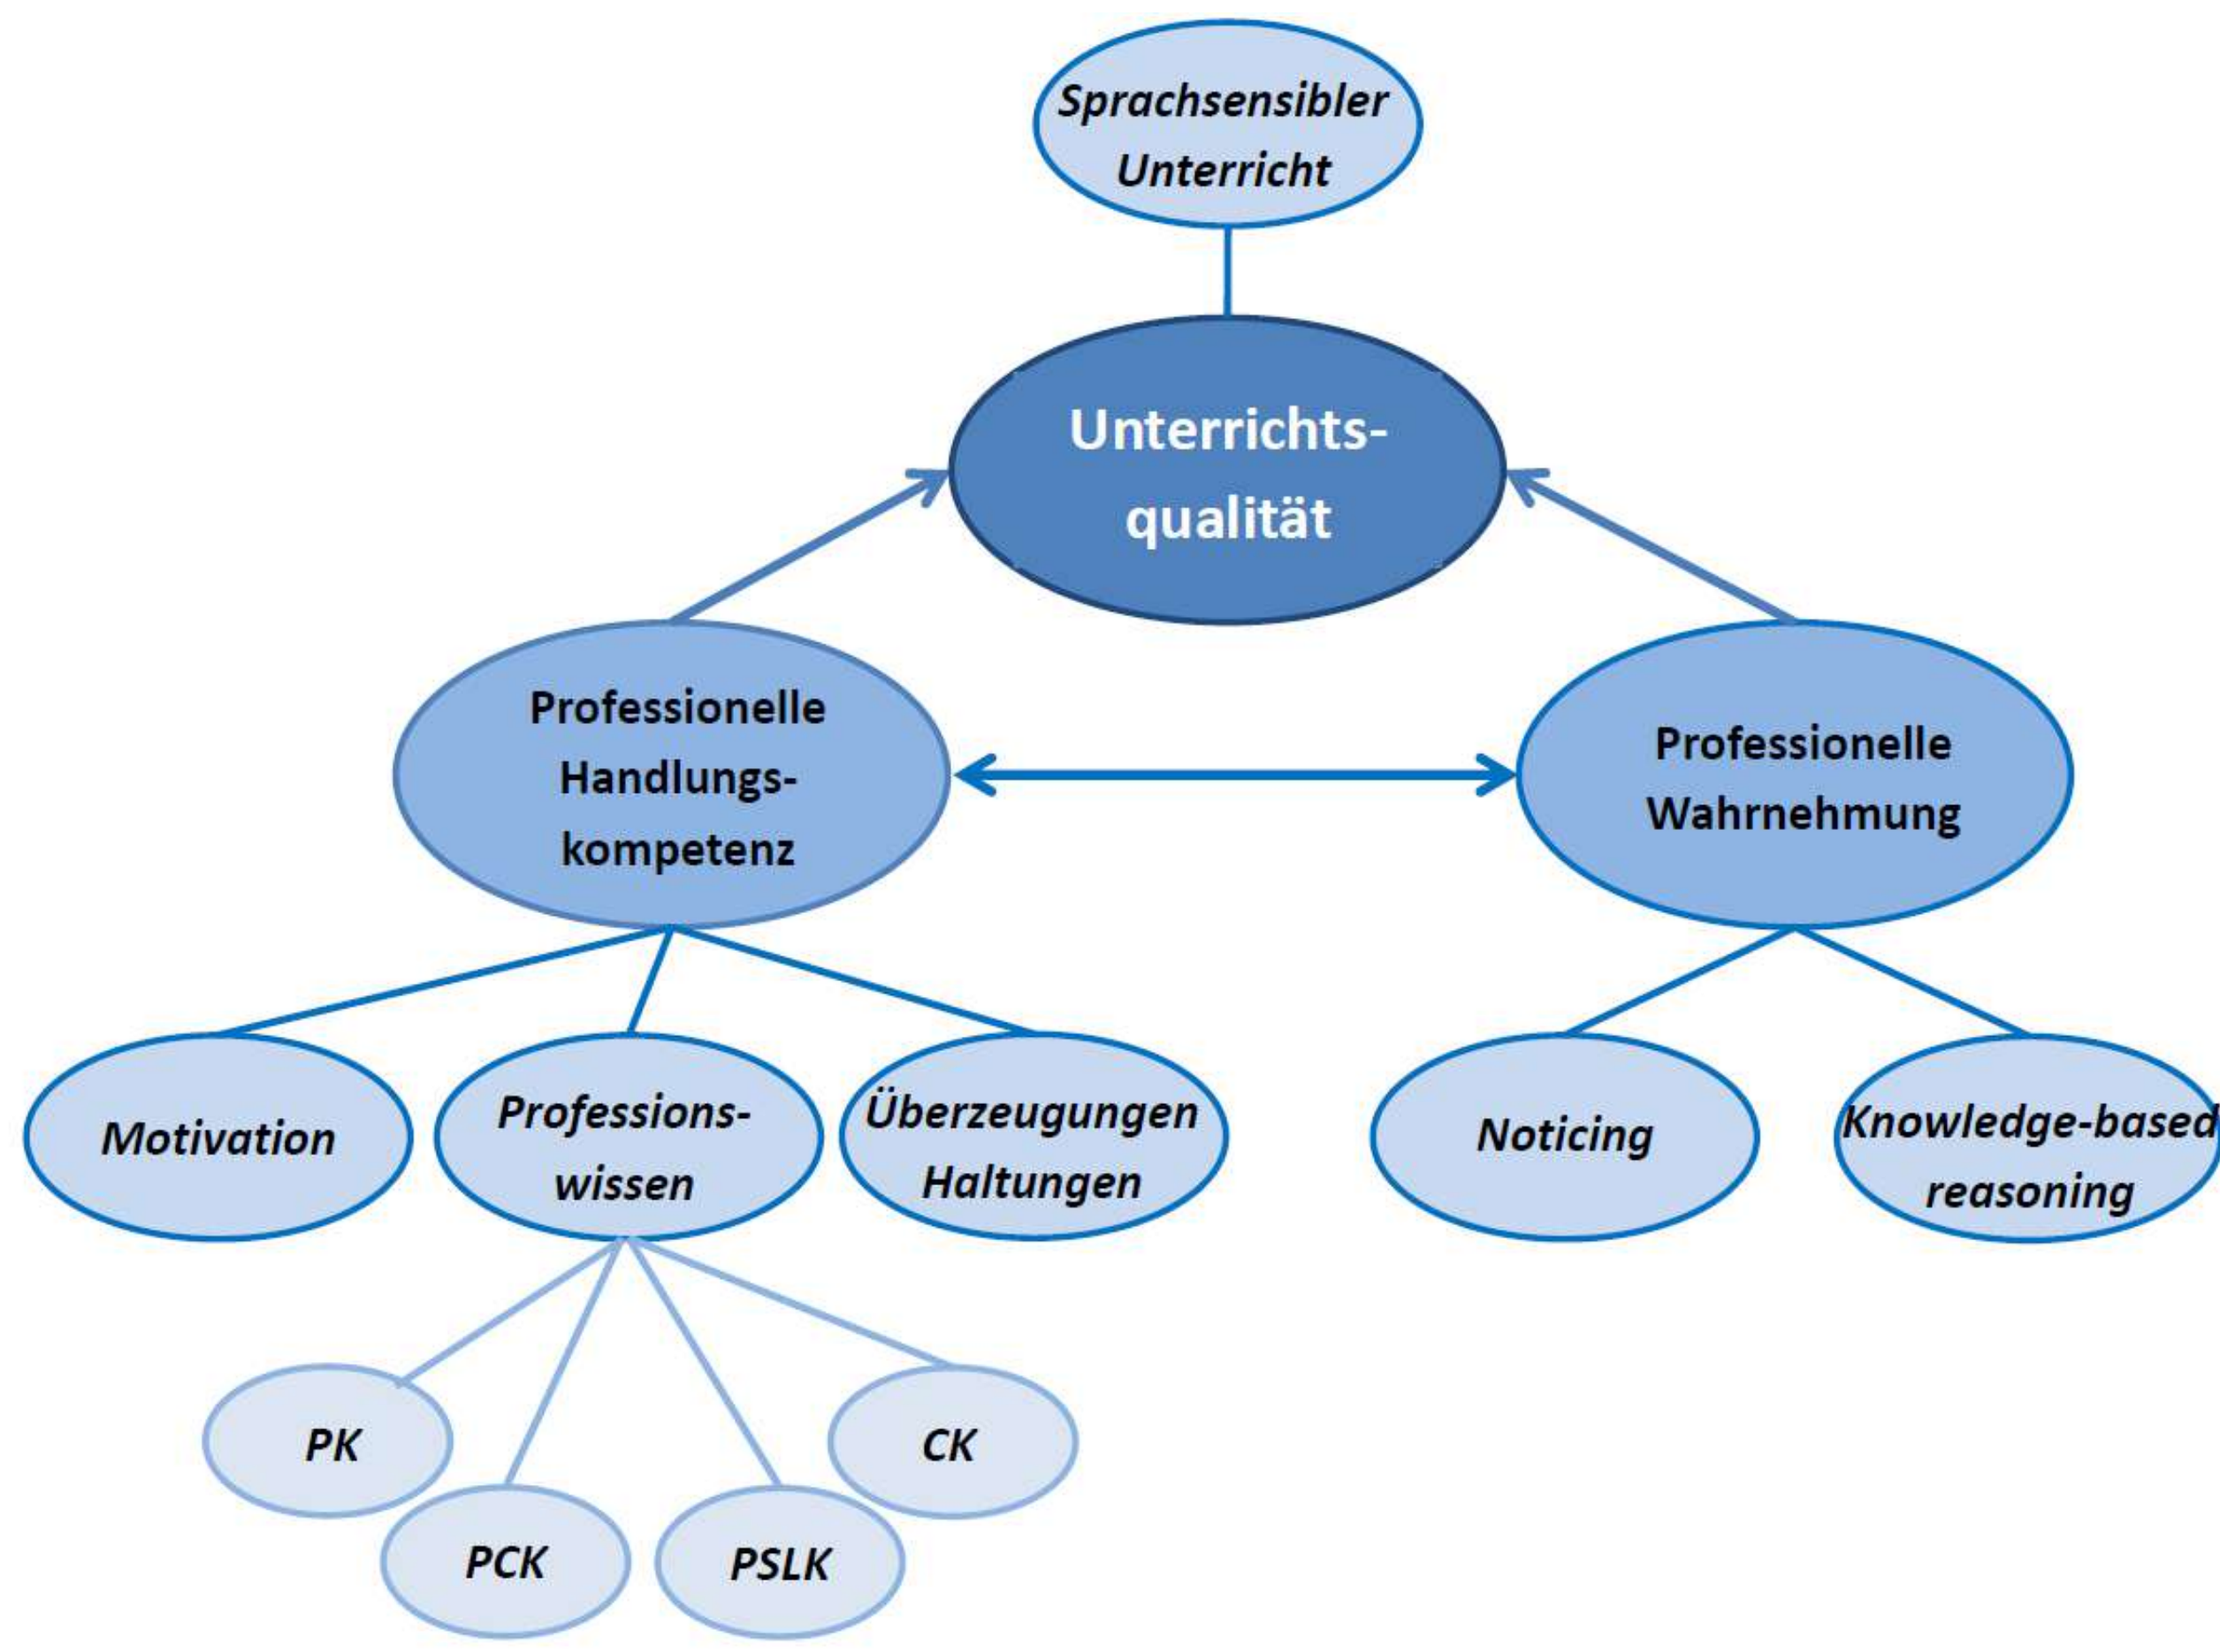 Sprachsensibler
Unterricht
Unterrichts-
qualität
Professionelle
Handlungs-
kompetenz
Professionelle
Wahrnehmung
Motivation
Professions-
wissen
Überzeugungen
Haltungen
Noticing
Knowledge-based
reasoning
PK
CK
PCK
PSLK